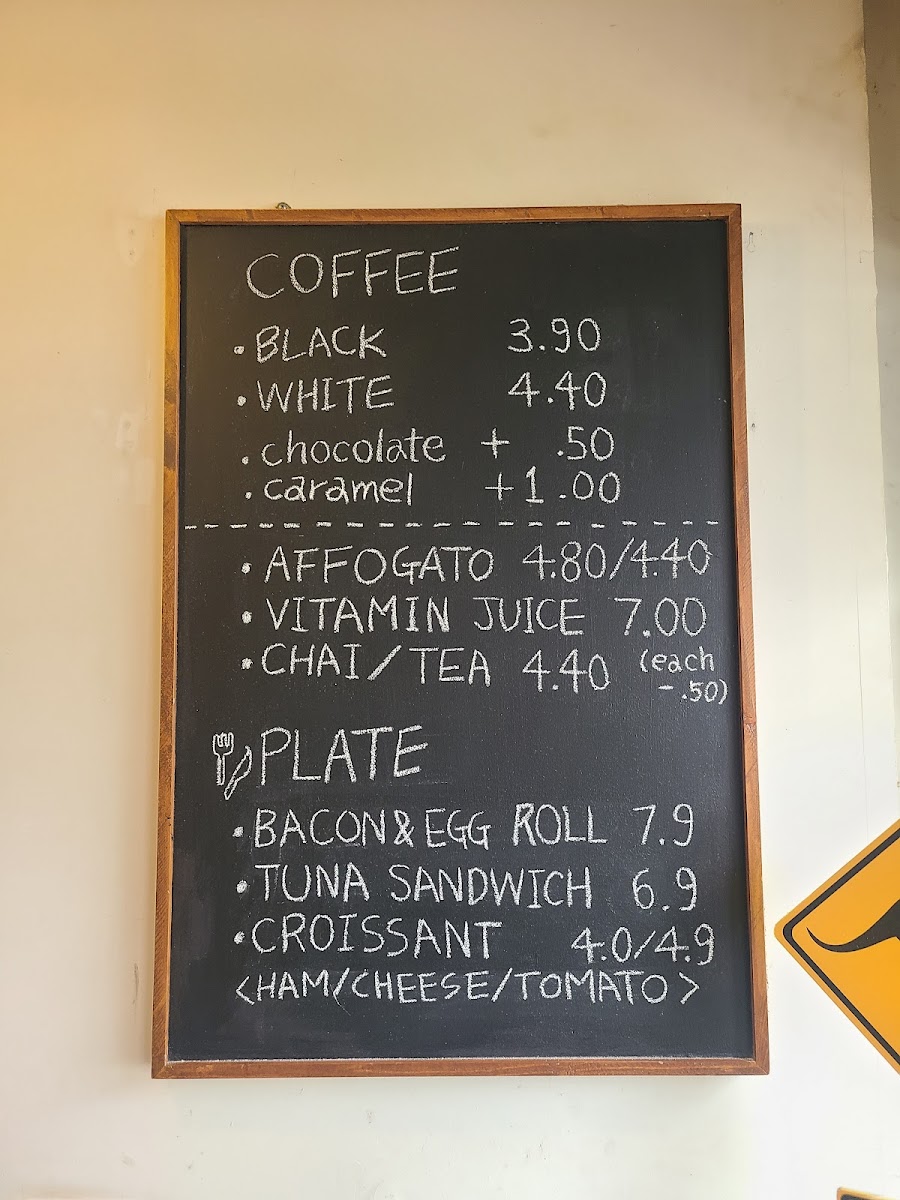 COFFEE
• BLACK 3.90
• WHITE 4.40
• chocolate + .50
• caramel +1.00
• AFFOGATO 4.80/4.40
• VITAMIN JUICE 7.00
• CHAI/TEA 4.40 (each
- .50)
PLATE
• BACON & EGG ROLL 7.9
• TUNA SANDWICH 6.9
• CROISSANT 4.0/4.9
<HAM/CHEESE/TOMATO>